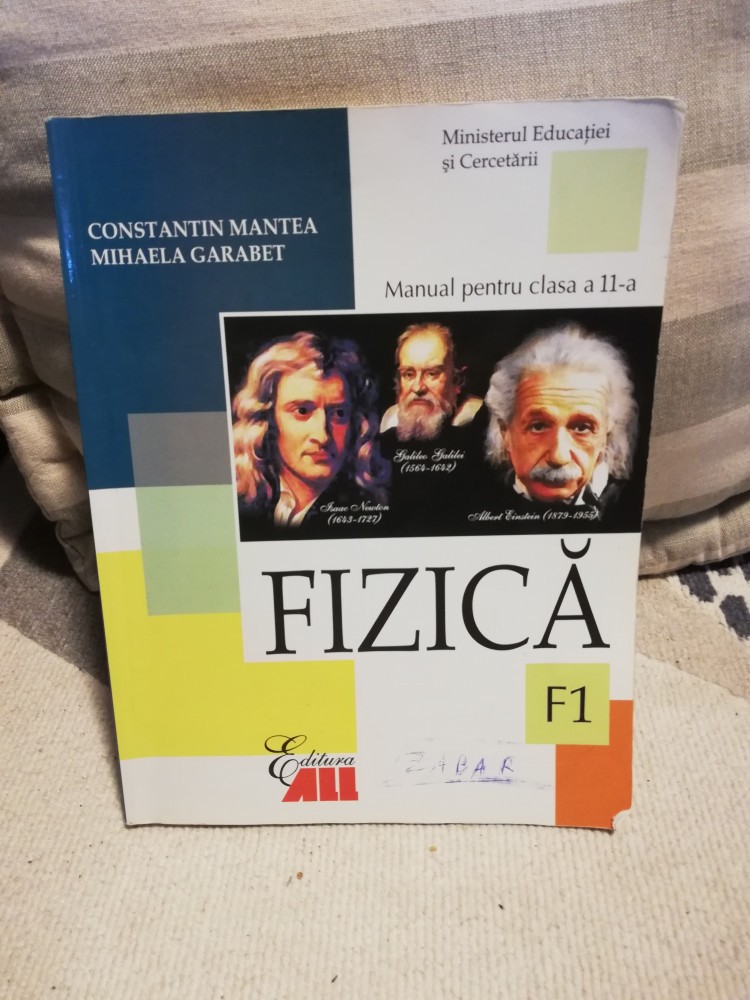 Ministerul Educației
și Cercetării
CONSTANTIN MANTEA
MIHAELA GARABET
Manual pentru clasa a 11-a
Galileo Galilei
(1564-1642)
Isaac Newton
(1643-1727)
Albert Einstein (1879-1955)
FIZICĂ
F1
Editura
ALL
ZABAR